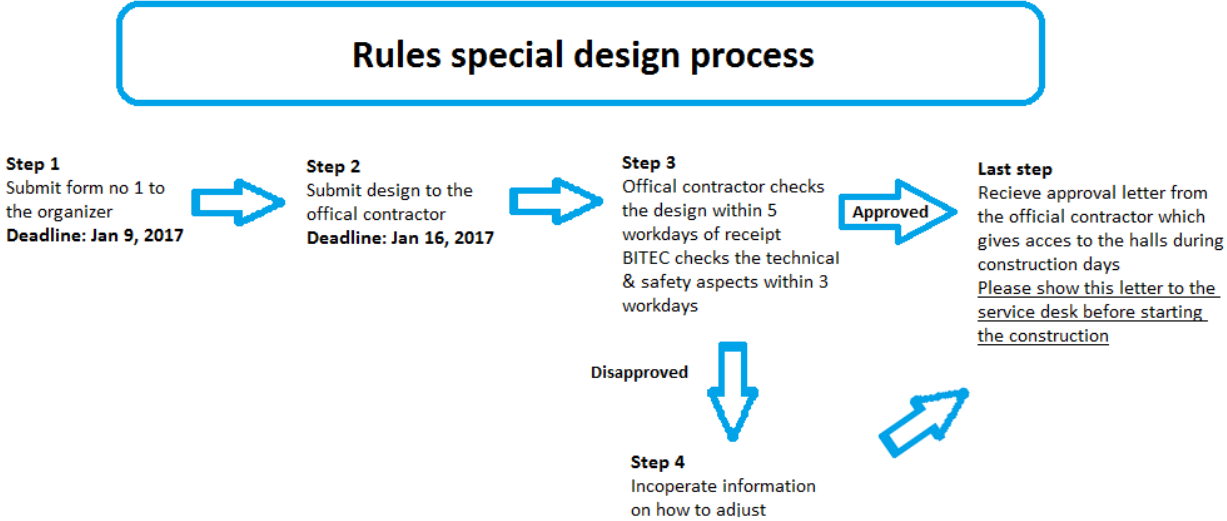 Rules special design process
Step 1
Submit form no 1 to
the organizer
Deadline: Jan 9, 2017
Step 2
Submit design to the
offical contractor
Deadline: Jan 16, 2017
Step 3
Offical contractor checks
the design within 5
workdays of receipt
BITEC checks the technical
& safety aspects within 3
workdays
Approved
Last step
Recieve approval letter from
the official contractor which
gives acces to the halls during
construction days
Please show this letter to the
service desk before starting
the construction
Disapproved
Step 4
Incoperate information
on how to adjust